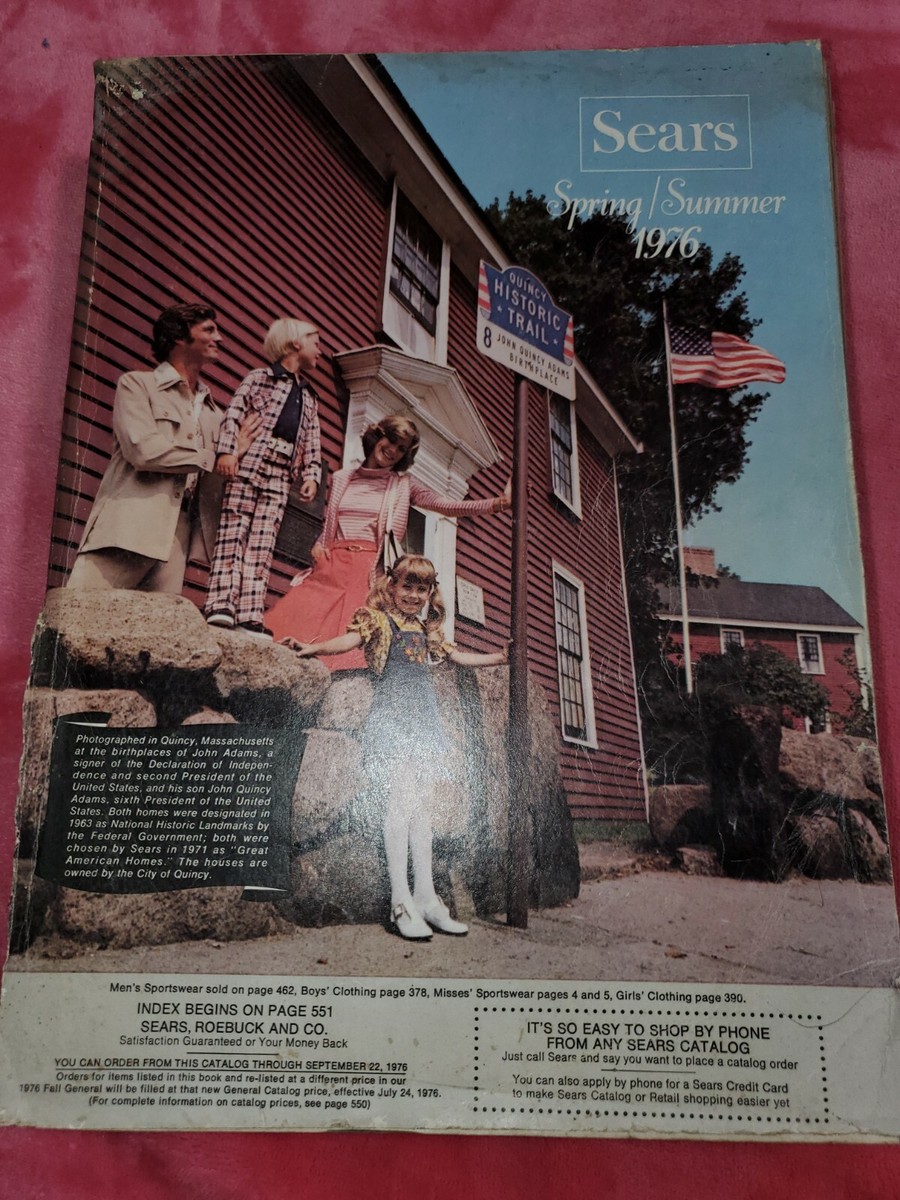 Sears
Spring/Summer
1976
QUINCY
HISTORIC
TRAIL
8 JOHN QUINCY ADAMS
BIRTHPLACE
Photographed in Quincy, Massachusetts
at the birthplaces of John Adams, a
signer of the Declaration of Indepen-
dence and second President of the
United States, and his son John Quincy
Adams, sixth President of the United
States. Both homes were designated in
1963 as National Historic Landmarks by
the Federal Government; both were
chosen by Sears in 1971 as "Great
American Homes." The houses are
owned by the City of Quincy.
Men's Sportswear sold on page 462, Boys' Clothing page 378, Misses' Sportswear pages 4 and 5, Girls' Clothing page 390.
INDEX BEGINS ON PAGE 551
SEARS, ROEBUCK AND CO.
Satisfaction Guaranteed or Your Money Back
YOU CAN ORDER FROM THIS CATALOG THROUGH SEPTEMBER 22, 1976
Orders for items listed in this book and re-listed at a different price in our
1976 Fall General will be filled at that new General Catalog price, effective July 24, 1976.
(For complete information on catalog prices, see page 550)
IT'S SO EASY TO SHOP BY PHONE
FROM ANY SEARS CATALOG
Just call Sears and say you want to place a catalog order
You can also apply by phone for a Sears Credit Card
to make Sears Catalog or Retail shopping easier yet